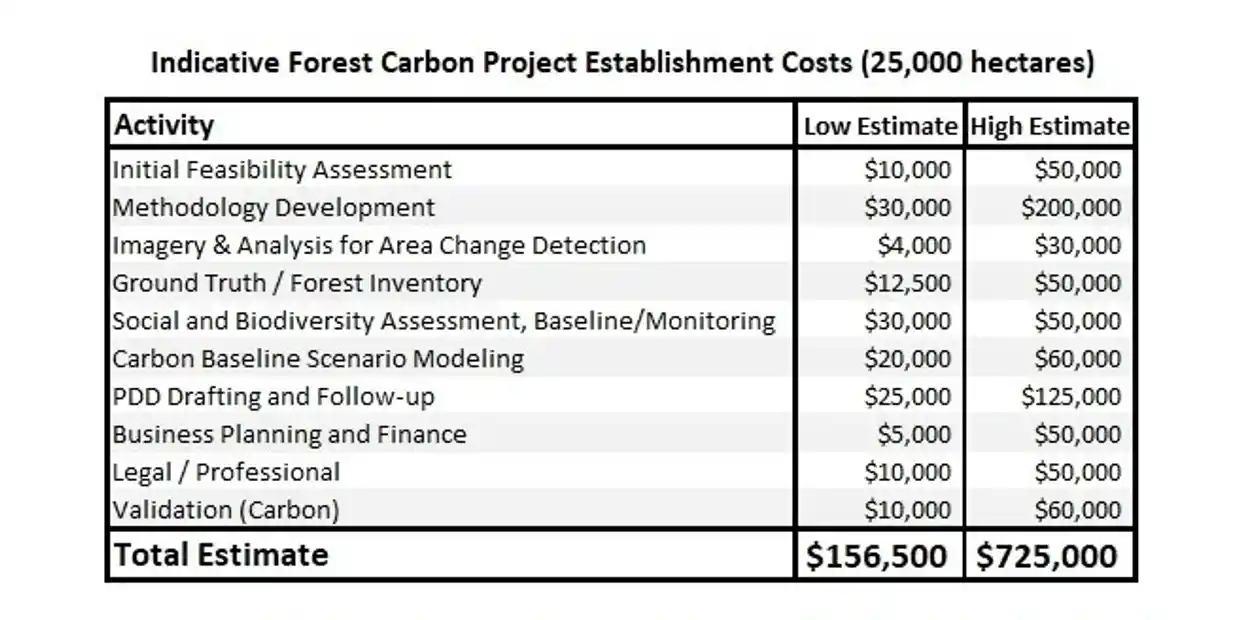 Indicative Forest Carbon Project Establishment Costs (25,000 hectares)
Activity Low Estimate High Estimate
Initial Feasibility Assessment $10,000 $50,000
Methodology Development $30,000 $200,000
Imagery & Analysis for Area Change Detection $4,000 $30,000
Ground Truth / Forest Inventory $12,500 $50,000
Social and Biodiversity Assessment, Baseline/Monitoring $30,000 $50,000
Carbon Baseline Scenario Modeling $20,000 $60,000
PDD Drafting and Follow-up $25,000 $125,000
Business Planning and Finance $5,000 $50,000
Legal / Professional $10,000 $50,000
Validation (Carbon) $10,000 $60,000
Total Estimate $156,500 $725,000